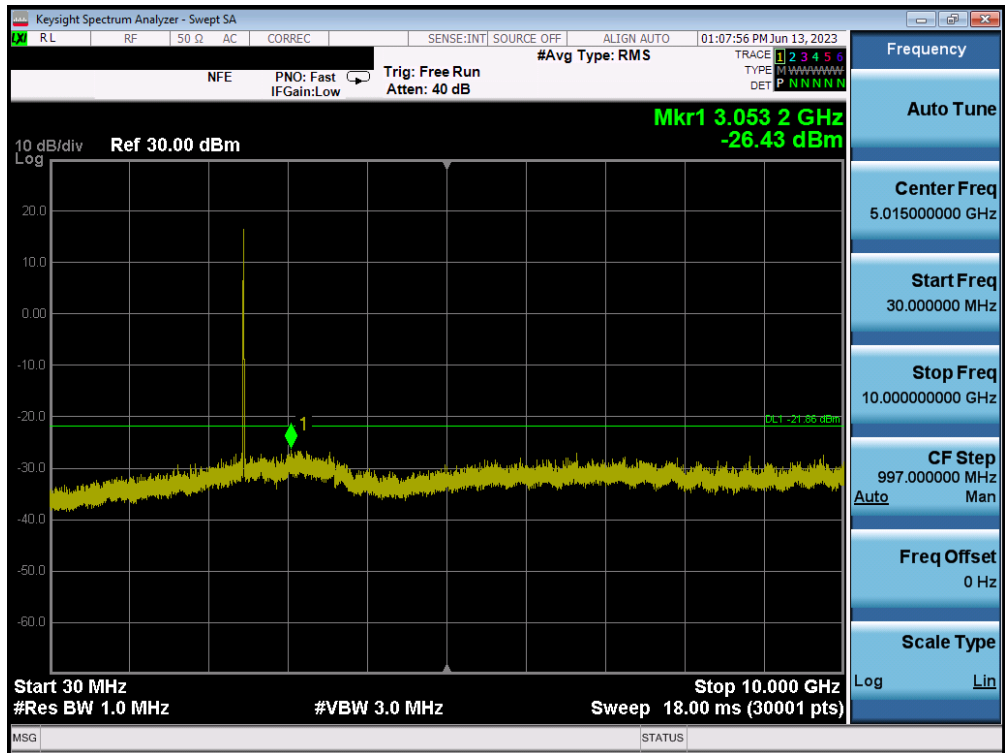 Keysight Spectrum Analyzer - Swept SA
LXI RL RF 50 Ω AC CORREC SENSE:INT SOURCE OFF ALIGN AUTO 01:07:56 PM Jun 13, 2023
NFE PNO: Fast Trig: Free Run #Avg Type: RMS TRACE 1 2 3 4 5 6
IFGain:Low Atten: 40 dB TYPE M WWWWW
DET P N N N N N
Mkr1 3.053 2 GHz
-26.43 dBm
10 dB/div Ref 30.00 dBm
Log
20.0
10.0
0.00
-10.0
-20.0
DL1 -21.86 dBm
1
-30.0
-40.0
-50.0
-60.0
Start 30 MHz Stop 10.000 GHz
#Res BW 1.0 MHz #VBW 3.0 MHz Sweep 18.00 ms (30001 pts)
MSG STATUS
Frequency
Auto Tune
Center Freq
5.015000000 GHz
Start Freq
30.000000 MHz
Stop Freq
10.000000000 GHz
CF Step
997.000000 MHz
Auto Man
Freq Offset
0 Hz
Scale Type
Log Lin